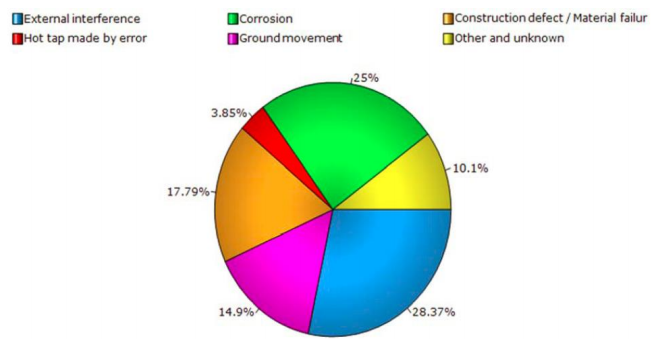 External interference
Corrosion
Construction defect / Material failur
Hot tap made by error
Ground movement
Other and unknown
25%
3.85%
10.1%
17.79%
14.9%
28.37%